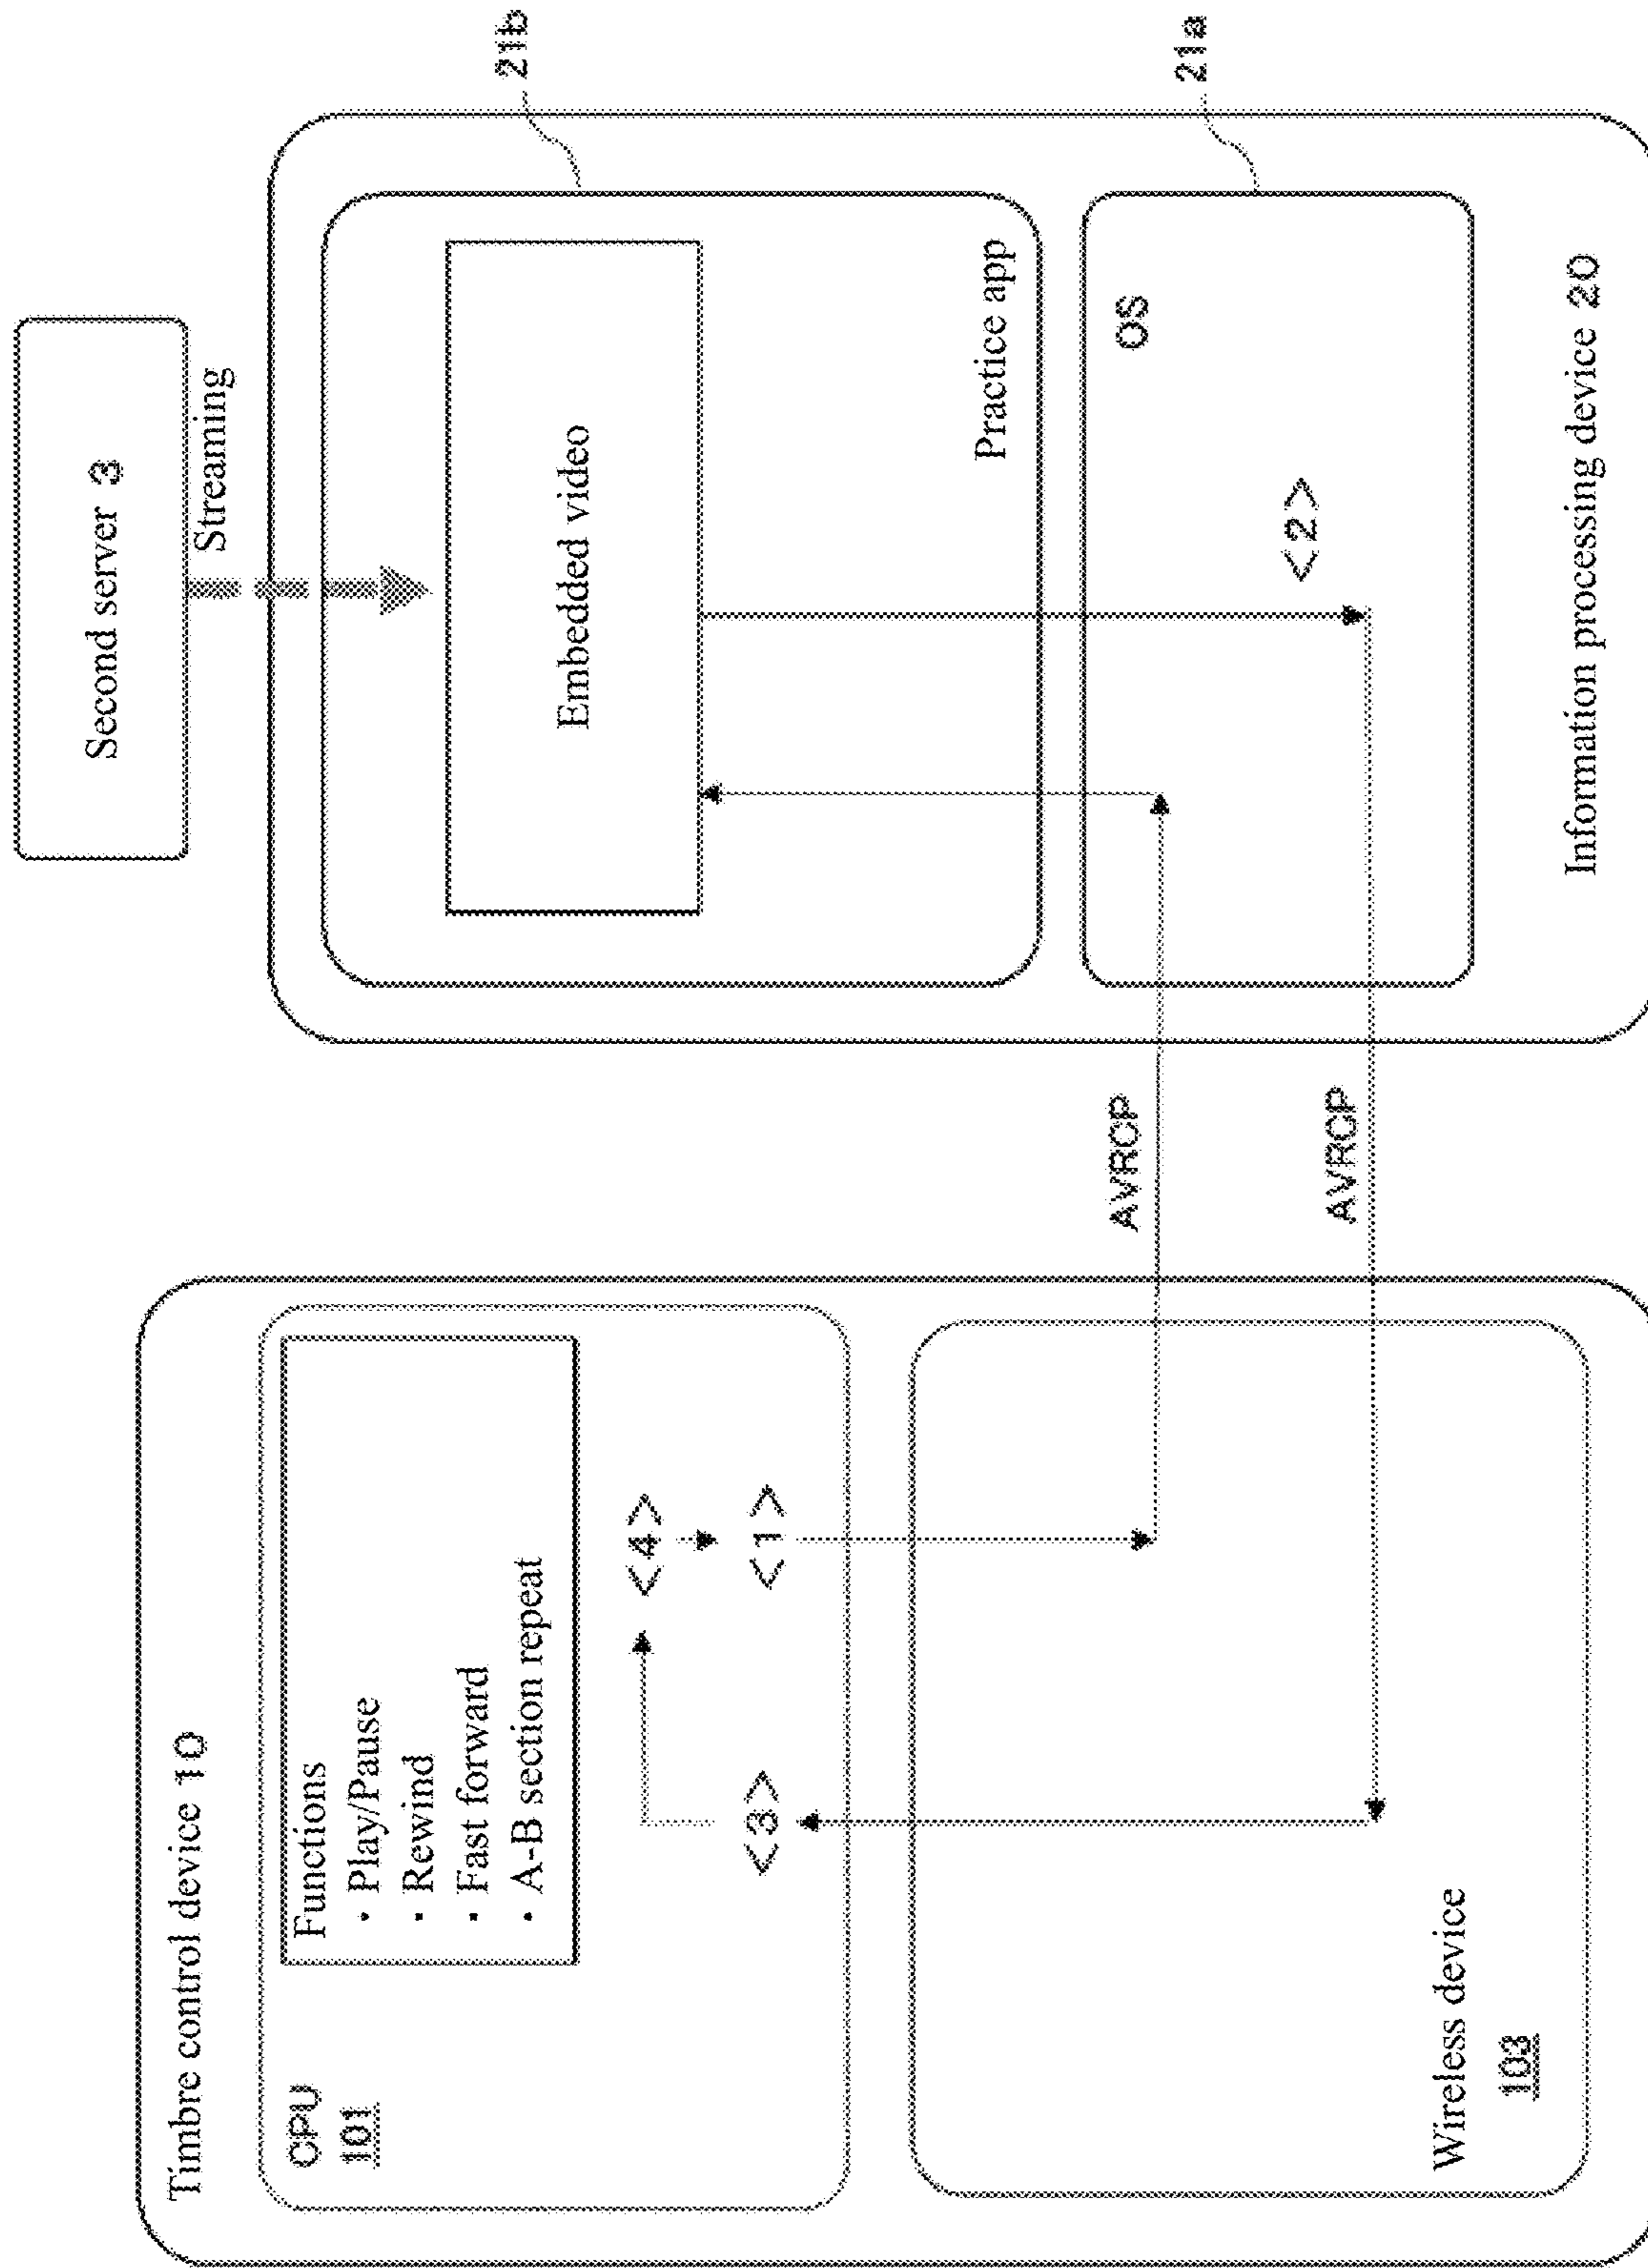 Timbre control device 10
CPU
101
Functions
・Play/Pause
・Rewind
・Fast forward
・A-B section repeat
<4>
<3>
<1>
Wireless device
103
AVRCP
AVRCP
Second server 3
Streaming
21b
Embedded video
Practice app
21a
OS
<2>
Information processing device 20